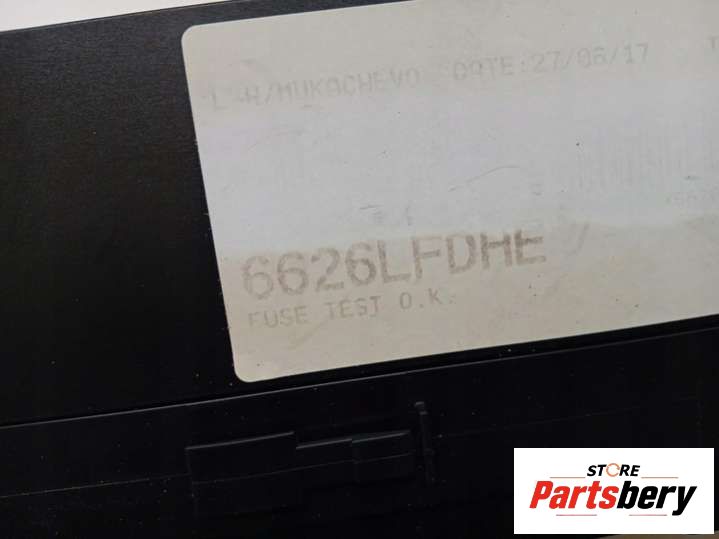 DATE:27/06/17
6626LFDHE
FUSE TEST O.K.
STORE
Partsbery